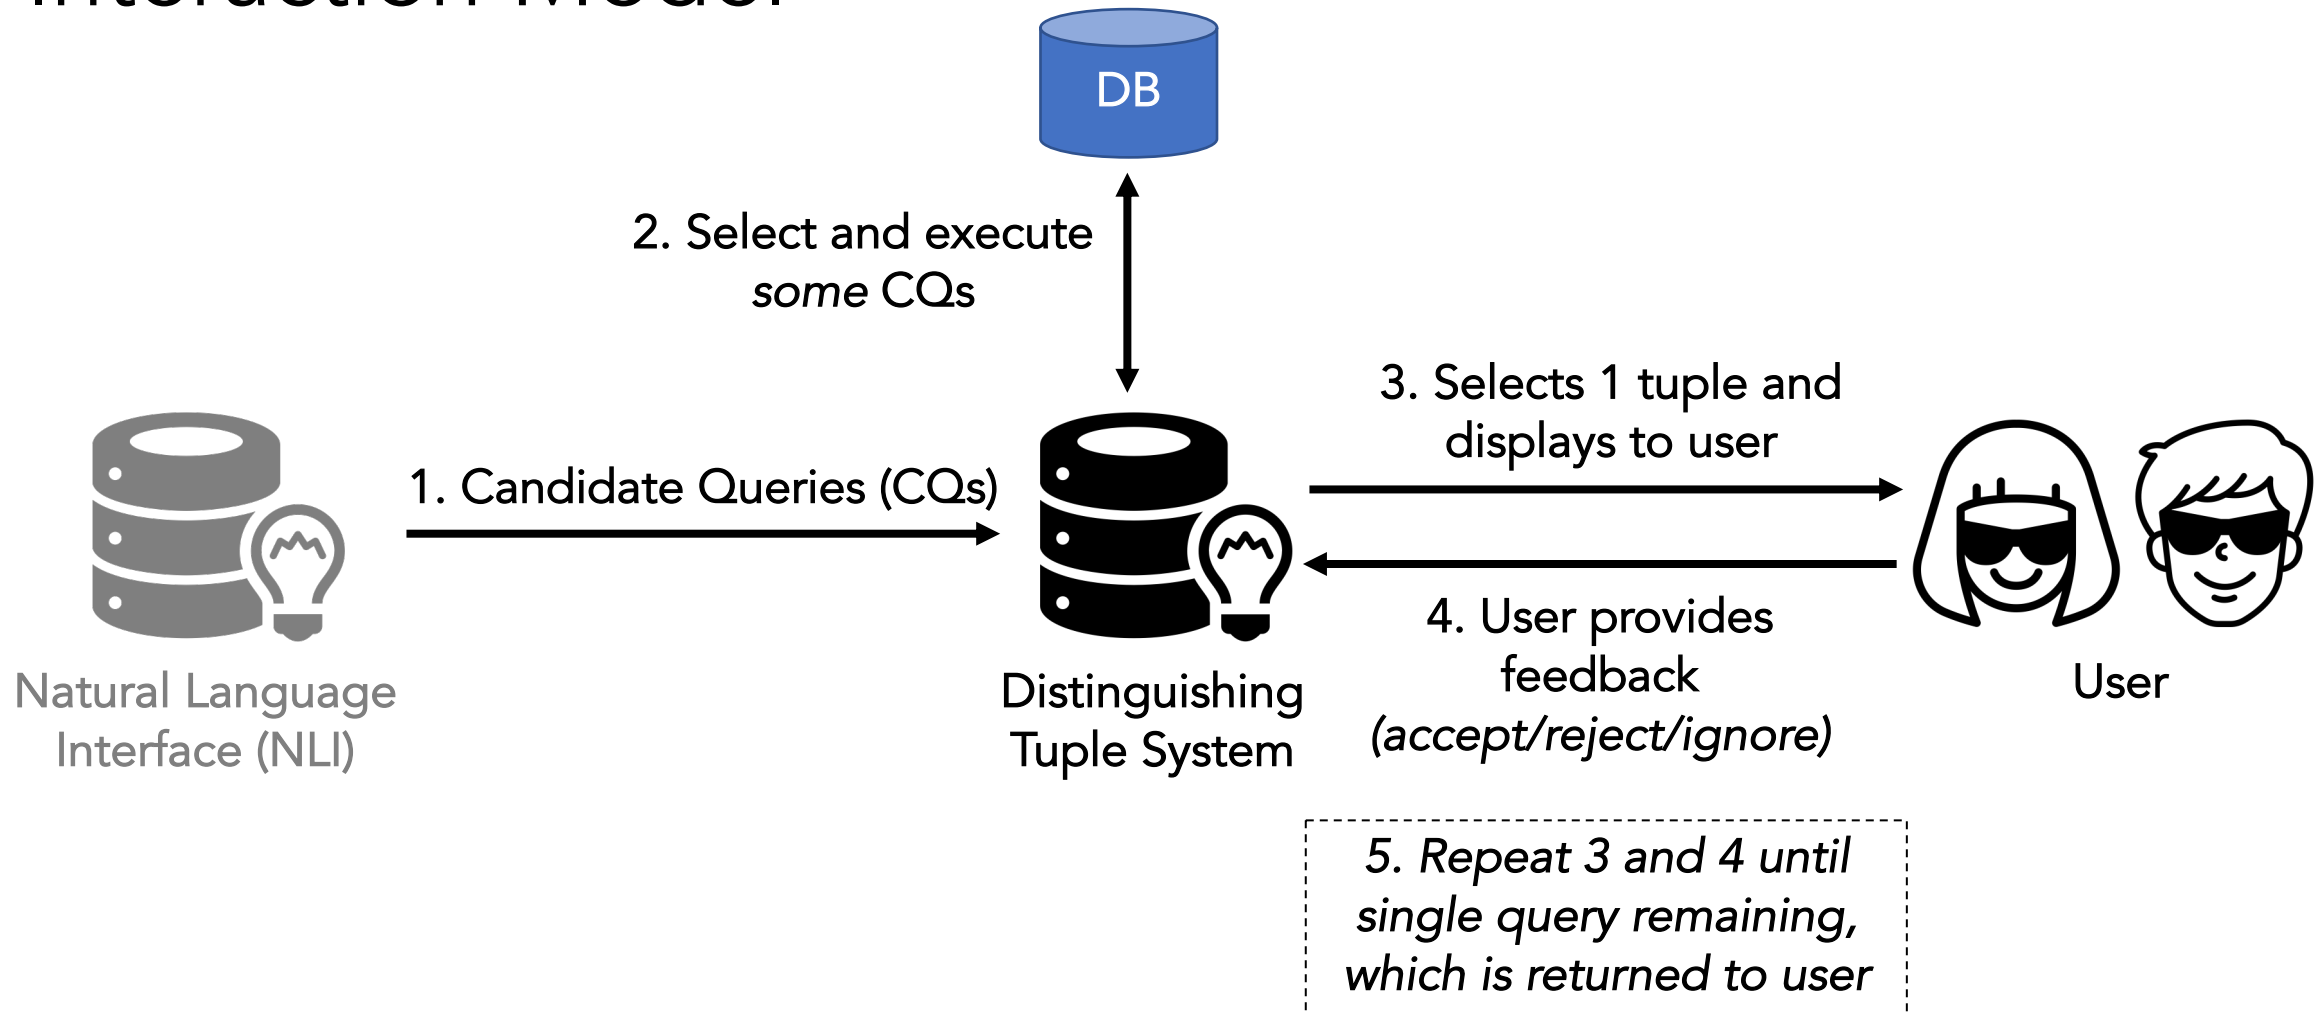 Interaction Model
DB
2. Select and execute
some CQs
3. Selects 1 tuple and
displays to user
1. Candidate Queries (CQs)
4. User provides
feedback
(accept/reject/ignore)
Natural Language
Interface (NLI)
Distinguishing
Tuple System
User
5. Repeat 3 and 4 until
single query remaining,
which is returned to user